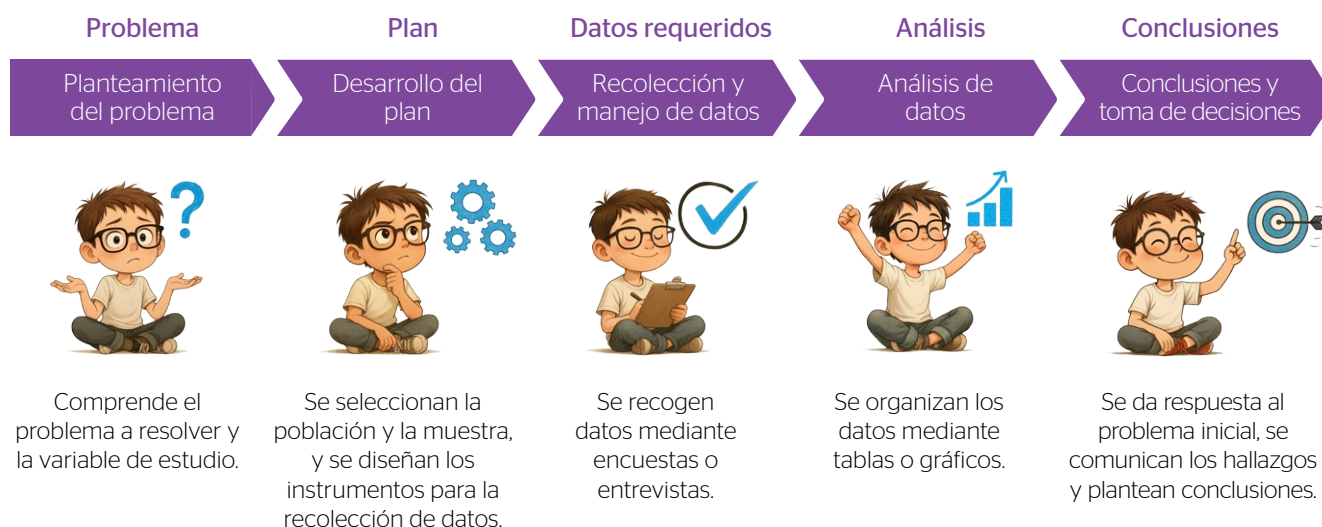 Problema
Planteamiento
del problema
Comprende el
problema a resolver y
la variable de estudio.
Plan
Desarrollo del
plan
Se seleccionan la
población y la muestra,
y se diseñan los
instrumentos para la
recolección de datos.
Datos requeridos
Recolección y
manejo de datos
Se recogen
datos mediante
encuestas o
entrevistas.
Análisis
Análisis de
datos
Se organizan los
datos mediante
tablas o gráficos.
Conclusiones
Conclusiones y
toma de decisiones
Se da respuesta al
problema inicial, se
comunican los hallazgos
y plantean conclusiones.